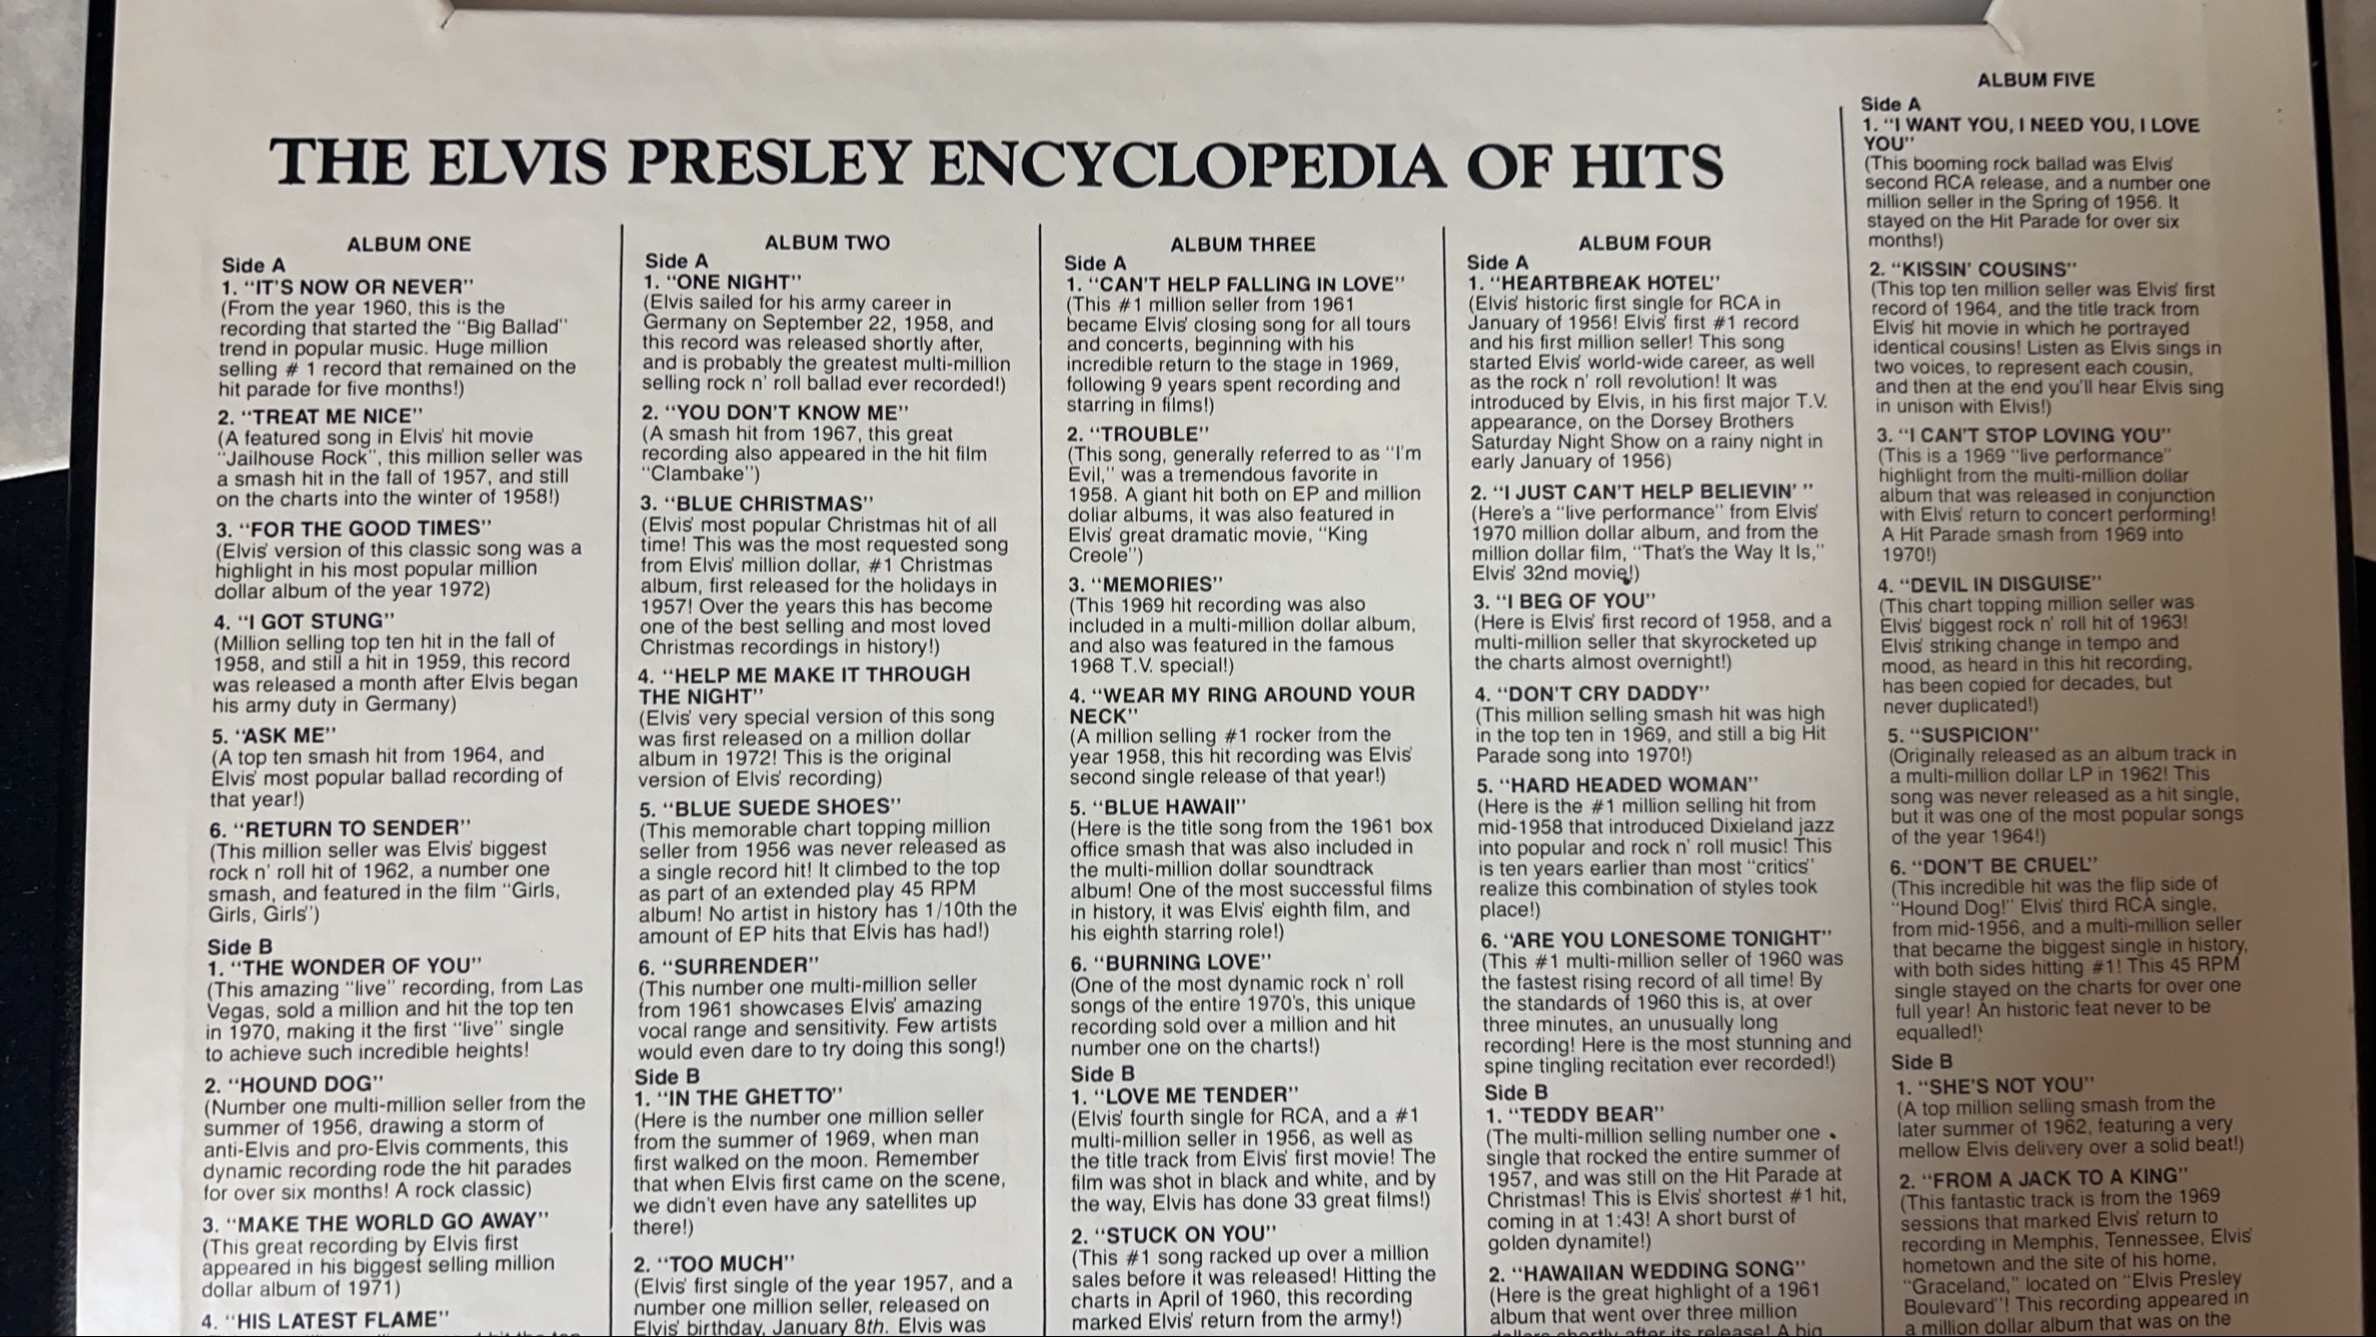 THE ELVIS PRESLEY ENCYCLOPEDIA OF HITS
ALBUM ONE
Side A
1. “IT'S NOW OR NEVER”
(From the year 1960, this is the
recording that started the “Big Ballad”
trend in popular music. Huge million
selling # 1 record that remained on the
hit parade for five months!)
2. “TREAT ME NICE”
(A featured song in Elvis' hit movie
“Jailhouse Rock”, this million seller was
a smash hit in the fall of 1957, and still
on the charts into the winter of 1958!)
3. “FOR THE GOOD TIMES”
(Elvis' version of this classic song was a
highlight in his most popular million
dollar album of the year 1972)
4. “I GOT STUNG”
(Million selling top ten hit in the fall of
1958, and still a hit in 1959, this record
was released a month after Elvis began
his army duty in Germany)
5. “ASK ME”
(A top ten smash hit from 1964, and
Elvis' most popular ballad recording of
that year!)
6. “RETURN TO SENDER”
(This million seller was Elvis' biggest
rock n' roll hit of 1962, a number one
smash, and featured in the film “Girls,
Girls, Girls”)
Side B
1. “THE WONDER OF YOU”
(This amazing “live” recording, from Las
Vegas, sold a million and hit the top ten
in 1970, making it the first “live” single
to achieve such incredible heights!
2. “HOUND DOG”
(Number one multi-million seller from the
summer of 1956, drawing a storm of
anti-Elvis and pro-Elvis comments, this
dynamic recording rode the hit parades
for over six months! A rock classic)
3. “MAKE THE WORLD GO AWAY”
(This great recording by Elvis first
appeared in his biggest selling million
dollar album of 1971)
4. “HIS LATEST FLAME”
ALBUM TWO
Side A
1. “ONE NIGHT”
(Elvis sailed for his army career in
Germany on September 22, 1958, and
this record was released shortly after,
and is probably the greatest multi-million
selling rock n' roll ballad ever recorded!)
2. “YOU DON'T KNOW ME”
(A smash hit from 1967, this great
recording also appeared in the hit film
“Clambake”)
3. “BLUE CHRISTMAS”
(Elvis' most popular Christmas hit of all
time! This was the most requested song
from Elvis' million dollar, #1 Christmas
album, first released for the holidays in
1957! Over the years this has become
one of the best selling and most loved
Christmas recordings in history!)
4. “HELP ME MAKE IT THROUGH
THE NIGHT”
(Elvis' very special version of this song
was first released on a million dollar
album in 1972! This is the original
version of Elvis' recording)
5. “BLUE SUEDE SHOES”
(This memorable chart topping million
seller from 1956 was never released as
a single record hit! It climbed to the top
as part of an extended play 45 RPM
album! No artist in history has 1/10th the
amount of EP hits that Elvis has had!)
6. “SURRENDER”
(This number one multi-million seller
from 1961 showcases Elvis' amazing
vocal range and sensitivity. Few artists
would even dare to try doing this song!)
Side B
1. “IN THE GHETTO”
(Here is the number one million seller
from the summer of 1969, when man
first walked on the moon. Remember
that when Elvis first came on the scene,
we didn't even have any satellites up
there!)
2. “TOO MUCH”
(Elvis' first single of the year 1957, and a
number one million seller, released on
Elvis' birthday, January 8th. Elvis was
ALBUM THREE
Side A
1. “CAN'T HELP FALLING IN LOVE”
(This #1 million seller from 1961
became Elvis' closing song for all tours
and concerts, beginning with his
incredible return to the stage in 1969,
following 9 years spent recording and
starring in films!)
2. “TROUBLE”
(This song, generally referred to as “I'm
Evil,” was a tremendous favorite in
1958. A giant hit both on EP and million
dollar albums, it was also featured in
Elvis' great dramatic movie, “King
Creole”)
3. “MEMORIES”
(This 1969 hit recording was also
included in a multi-million dollar album,
and also was featured in the famous
1968 T.V. special!)
4. “WEAR MY RING AROUND YOUR
NECK”
(A million selling #1 rocker from the
year 1958, this hit recording was Elvis'
second single release of that year!)
5. “BLUE HAWAII”
(Here is the title song from the 1961 box
office smash that was also included in
the multi-million dollar soundtrack
album! One of the most successful films
in history, it was Elvis' eighth film, and
his eighth starring role!)
6. “BURNING LOVE”
(One of the most dynamic rock n' roll
songs of the entire 1970's, this unique
recording sold over a million and hit
number one on the charts!)
Side B
1. “LOVE ME TENDER”
(Elvis' fourth single for RCA, and a #1
multi-million seller in 1956, as well as
the title track from Elvis' first movie! The
film was shot in black and white, and by
the way, Elvis has done 33 great films!)
2. “STUCK ON YOU”
(This #1 song racked up over a million
sales before it was released! Hitting the
charts in April of 1960, this recording
marked Elvis' return from the army!)
ALBUM FOUR
Side A
1. “HEARTBREAK HOTEL”
(Elvis' historic first single for RCA in
January of 1956! Elvis' first #1 record
and his first million seller! This song
started Elvis' world-wide career, as well
as the rock n' roll revolution! It was
introduced by Elvis, in his first major T.V.
appearance, on the Dorsey Brothers
Saturday Night Show on a rainy night in
early January of 1956)
2. “I JUST CAN'T HELP BELIEVIN' ”
(Here's a “live performance” from Elvis'
1970 million dollar album, and from the
million dollar film, “That's the Way It Is,”
Elvis' 32nd movie!)
3. “I BEG OF YOU”
(Here is Elvis' first record of 1958, and a
multi-million seller that skyrocketed up
the charts almost overnight!)
4. “DON'T CRY DADDY”
(This million selling smash hit was high
in the top ten in 1969, and still a big Hit
Parade song into 1970!)
5. “HARD HEADED WOMAN”
(Here is the #1 million selling hit from
mid-1958 that introduced Dixieland jazz
into popular and rock n' roll music! This
is ten years earlier than most “critics”
realize this combination of styles took
place!)
6. “ARE YOU LONESOME TONIGHT”
(This #1 multi-million seller of 1960 was
the fastest rising record of all time! By
the standards of 1960 this is, at over
three minutes, an unusually long
recording! Here is the most stunning and
spine tingling recitation ever recorded!)
Side B
1. “TEDDY BEAR”
(The multi-million selling number one
single that rocked the entire summer of
1957, and was still on the Hit Parade at
Christmas! This is Elvis' shortest #1 hit,
coming in at 1:43! A short burst of
golden dynamite!)
2. “HAWAIIAN WEDDING SONG”
(Here is the great highlight of a 1961
album that went over three million
dollars shortly after its release! A big
ALBUM FIVE
Side A
1. “I WANT YOU, I NEED YOU, I LOVE
YOU”
(This booming rock ballad was Elvis'
second RCA release, and a number one
million seller in the Spring of 1956. It
stayed on the Hit Parade for over six
months!)
2. “KISSIN' COUSINS”
(This top ten million seller was Elvis' first
record of 1964, and the title track from
Elvis' hit movie in which he portrayed
identical cousins! Listen as Elvis sings in
two voices, to represent each cousin,
and then at the end you'll hear Elvis sing
in unison with Elvis!)
3. “I CAN'T STOP LOVING YOU”
(This is a 1969 “live performance”
highlight from the multi-million dollar
album that was released in conjunction
with Elvis' return to concert performing!
A Hit Parade smash from 1969 into
1970!)
4. “DEVIL IN DISGUISE”
(This chart topping million seller was
Elvis' biggest rock n' roll hit of 1963!
Elvis' striking change in tempo and
mood, as heard in this hit recording,
has been copied for decades, but
never duplicated!)
5. “SUSPICION”
(Originally released as an album track in
a multi-million dollar LP in 1962! This
song was never released as a hit single,
but it was one of the most popular songs
of the year 1964!)
6. “DON'T BE CRUEL”
(This incredible hit was the flip side of
“Hound Dog!” Elvis' third RCA single,
from mid-1956, and a multi-million seller
that became the biggest single in history,
with both sides hitting #1! This 45 RPM
single stayed on the charts for over one
full year! An historic feat never to be
equalled!)
Side B
1. “SHE'S NOT YOU”
(A top million selling smash from the
later summer of 1962, featuring a very
mellow Elvis delivery over a solid beat!)
2. “FROM A JACK TO A KING”
(This fantastic track is from the 1969
sessions that marked Elvis' return to
recording in Memphis, Tennessee, Elvis'
hometown and the site of his home,
“Graceland,” located on “Elvis Presley
Boulevard”! This recording appeared in
a million dollar album that was on the